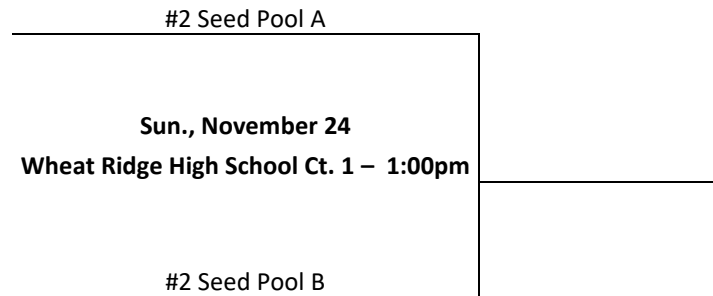 #2 Seed Pool A
Sun., November 24
Wheat Ridge High School Ct. 1 – 1:00pm
#2 Seed Pool B